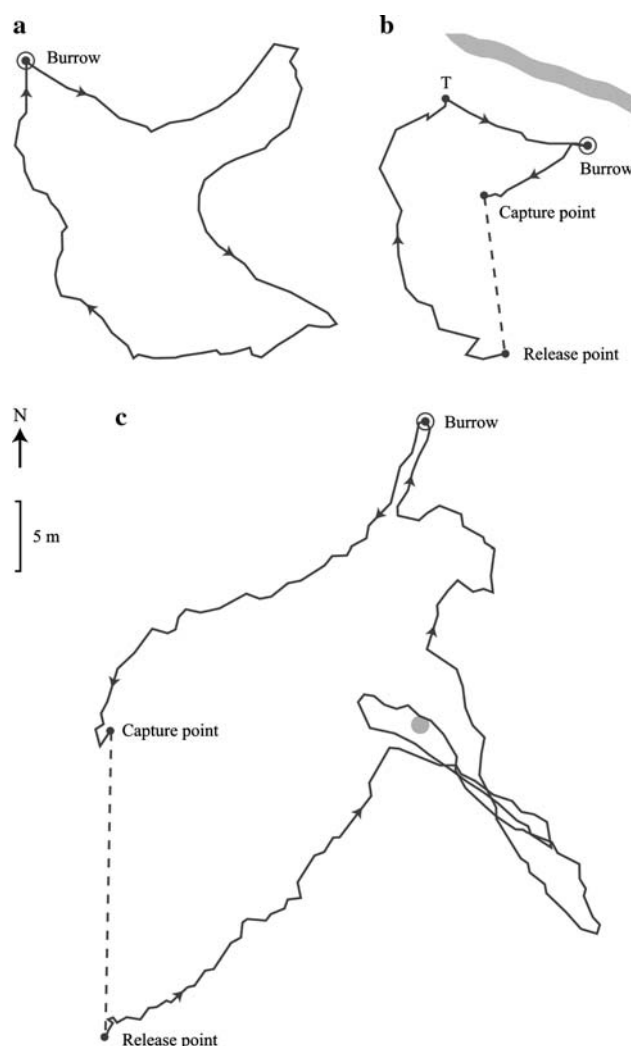 a
Burrow
b
T
Burrow
Capture point
Release point
N
c
Burrow
5 m
Capture point
Release point